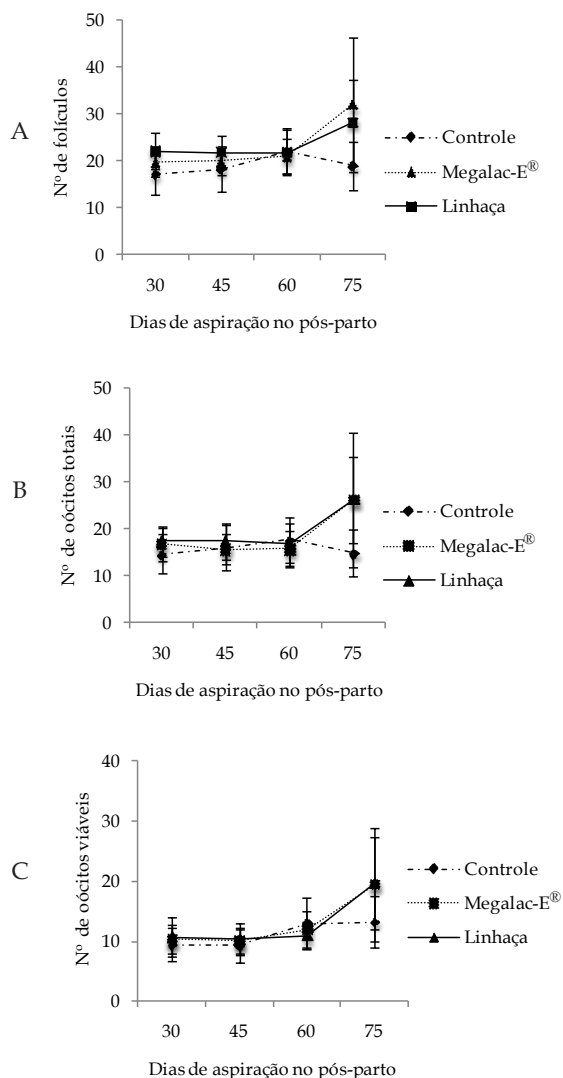 A
Nº de folículos
50
40
30
20
10
0
30 45 60 75
Dias de aspiração no pós-parto
Controle
Megalac-E®
Linhaça
B
Nº de oócitos totais
50
40
30
20
10
0
30 45 60 75
Dias de aspiração no pós-parto
Controle
Megalac-E®
Linhaça
C
Nº de oócitos viáveis
40
30
20
10
0
30 45 60 75
Dias de aspiração no pós-parto
Controle
Megalac-E®
Linhaça